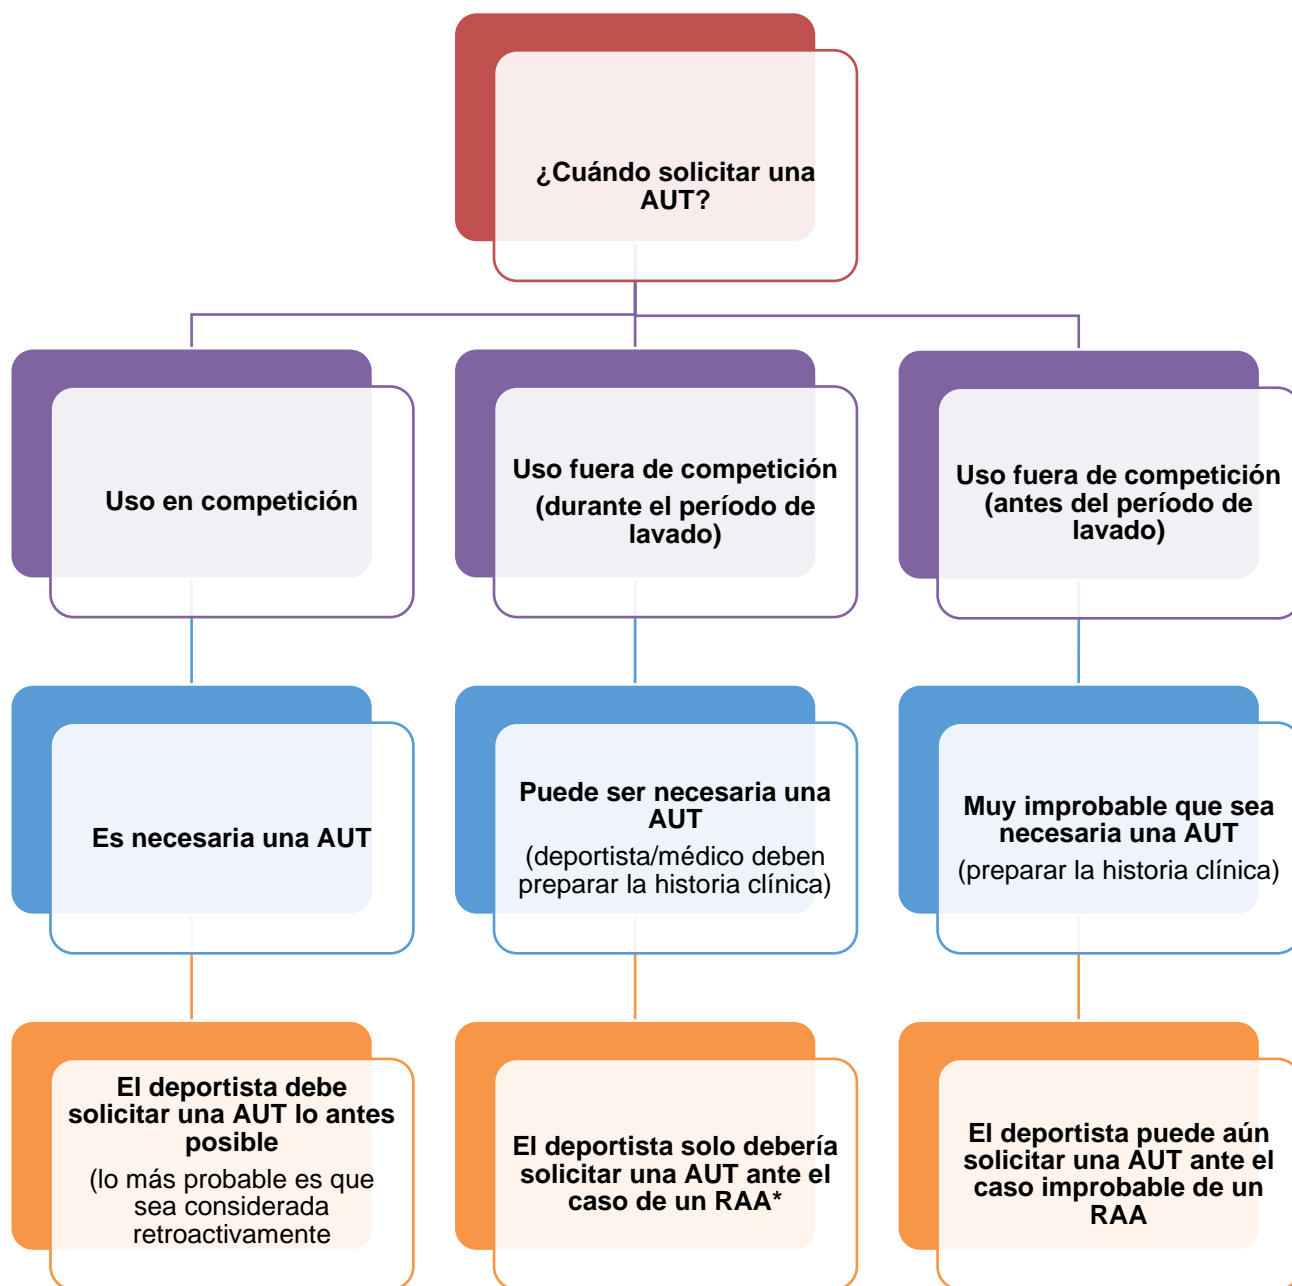 ¿Cuándo solicitar una
AUT?
Uso en competición
Uso fuera de competición
(durante el período de
lavado)
Uso fuera de competición
(antes del período de
lavado)
Es necesaria una AUT
Puede ser necesaria una
AUT
(deportista/médico deben
preparar la historia clínica)
Muy improbable que sea
necesaria una AUT
(preparar la historia clínica)
El deportista debe
solicitar una AUT lo antes
posible
(lo más probable es que
sea considerada
retroactivamente
El deportista solo debería
solicitar una AUT ante el
caso de un RAA*
El deportista puede aún
solicitar una AUT ante el
caso improbable de un
RAA